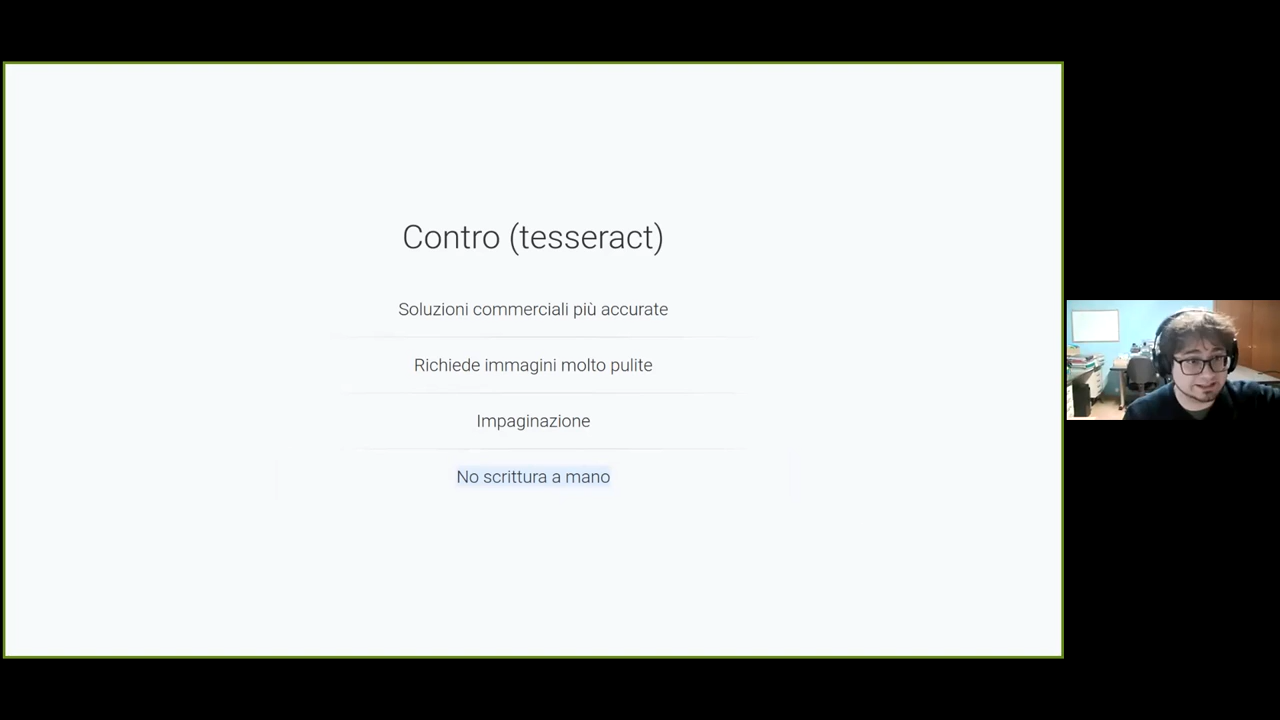 Contro (tesseract)
Soluzioni commerciali più accurate
Richiede immagini molto pulite
Impaginazione
No scrittura a mano